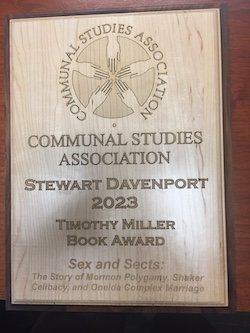 COMMUNAL STUDIES ASSOCIATION
COMMUNAL STUDIES
ASSOCIATION
STEWART DAVENPORT
2023
TIMOTHY MILLER
BOOK AWARD
Sex and Sects:
The Story of Mormon Polygamy, Shaker
Celibacy, and Oneida Complex Marriage